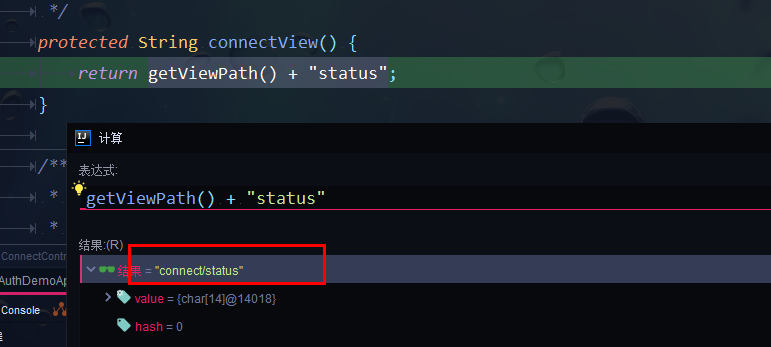 */
protected String connectView() {
return getViewPath() + "status";
}
/**
*
*
计算
表达式:
getViewPath() + "status"
结果:(R)
结果 = "connect/status"
value = {char[14]@14018}
hash = 0
ConnectContr
AuthDemoAp
Console